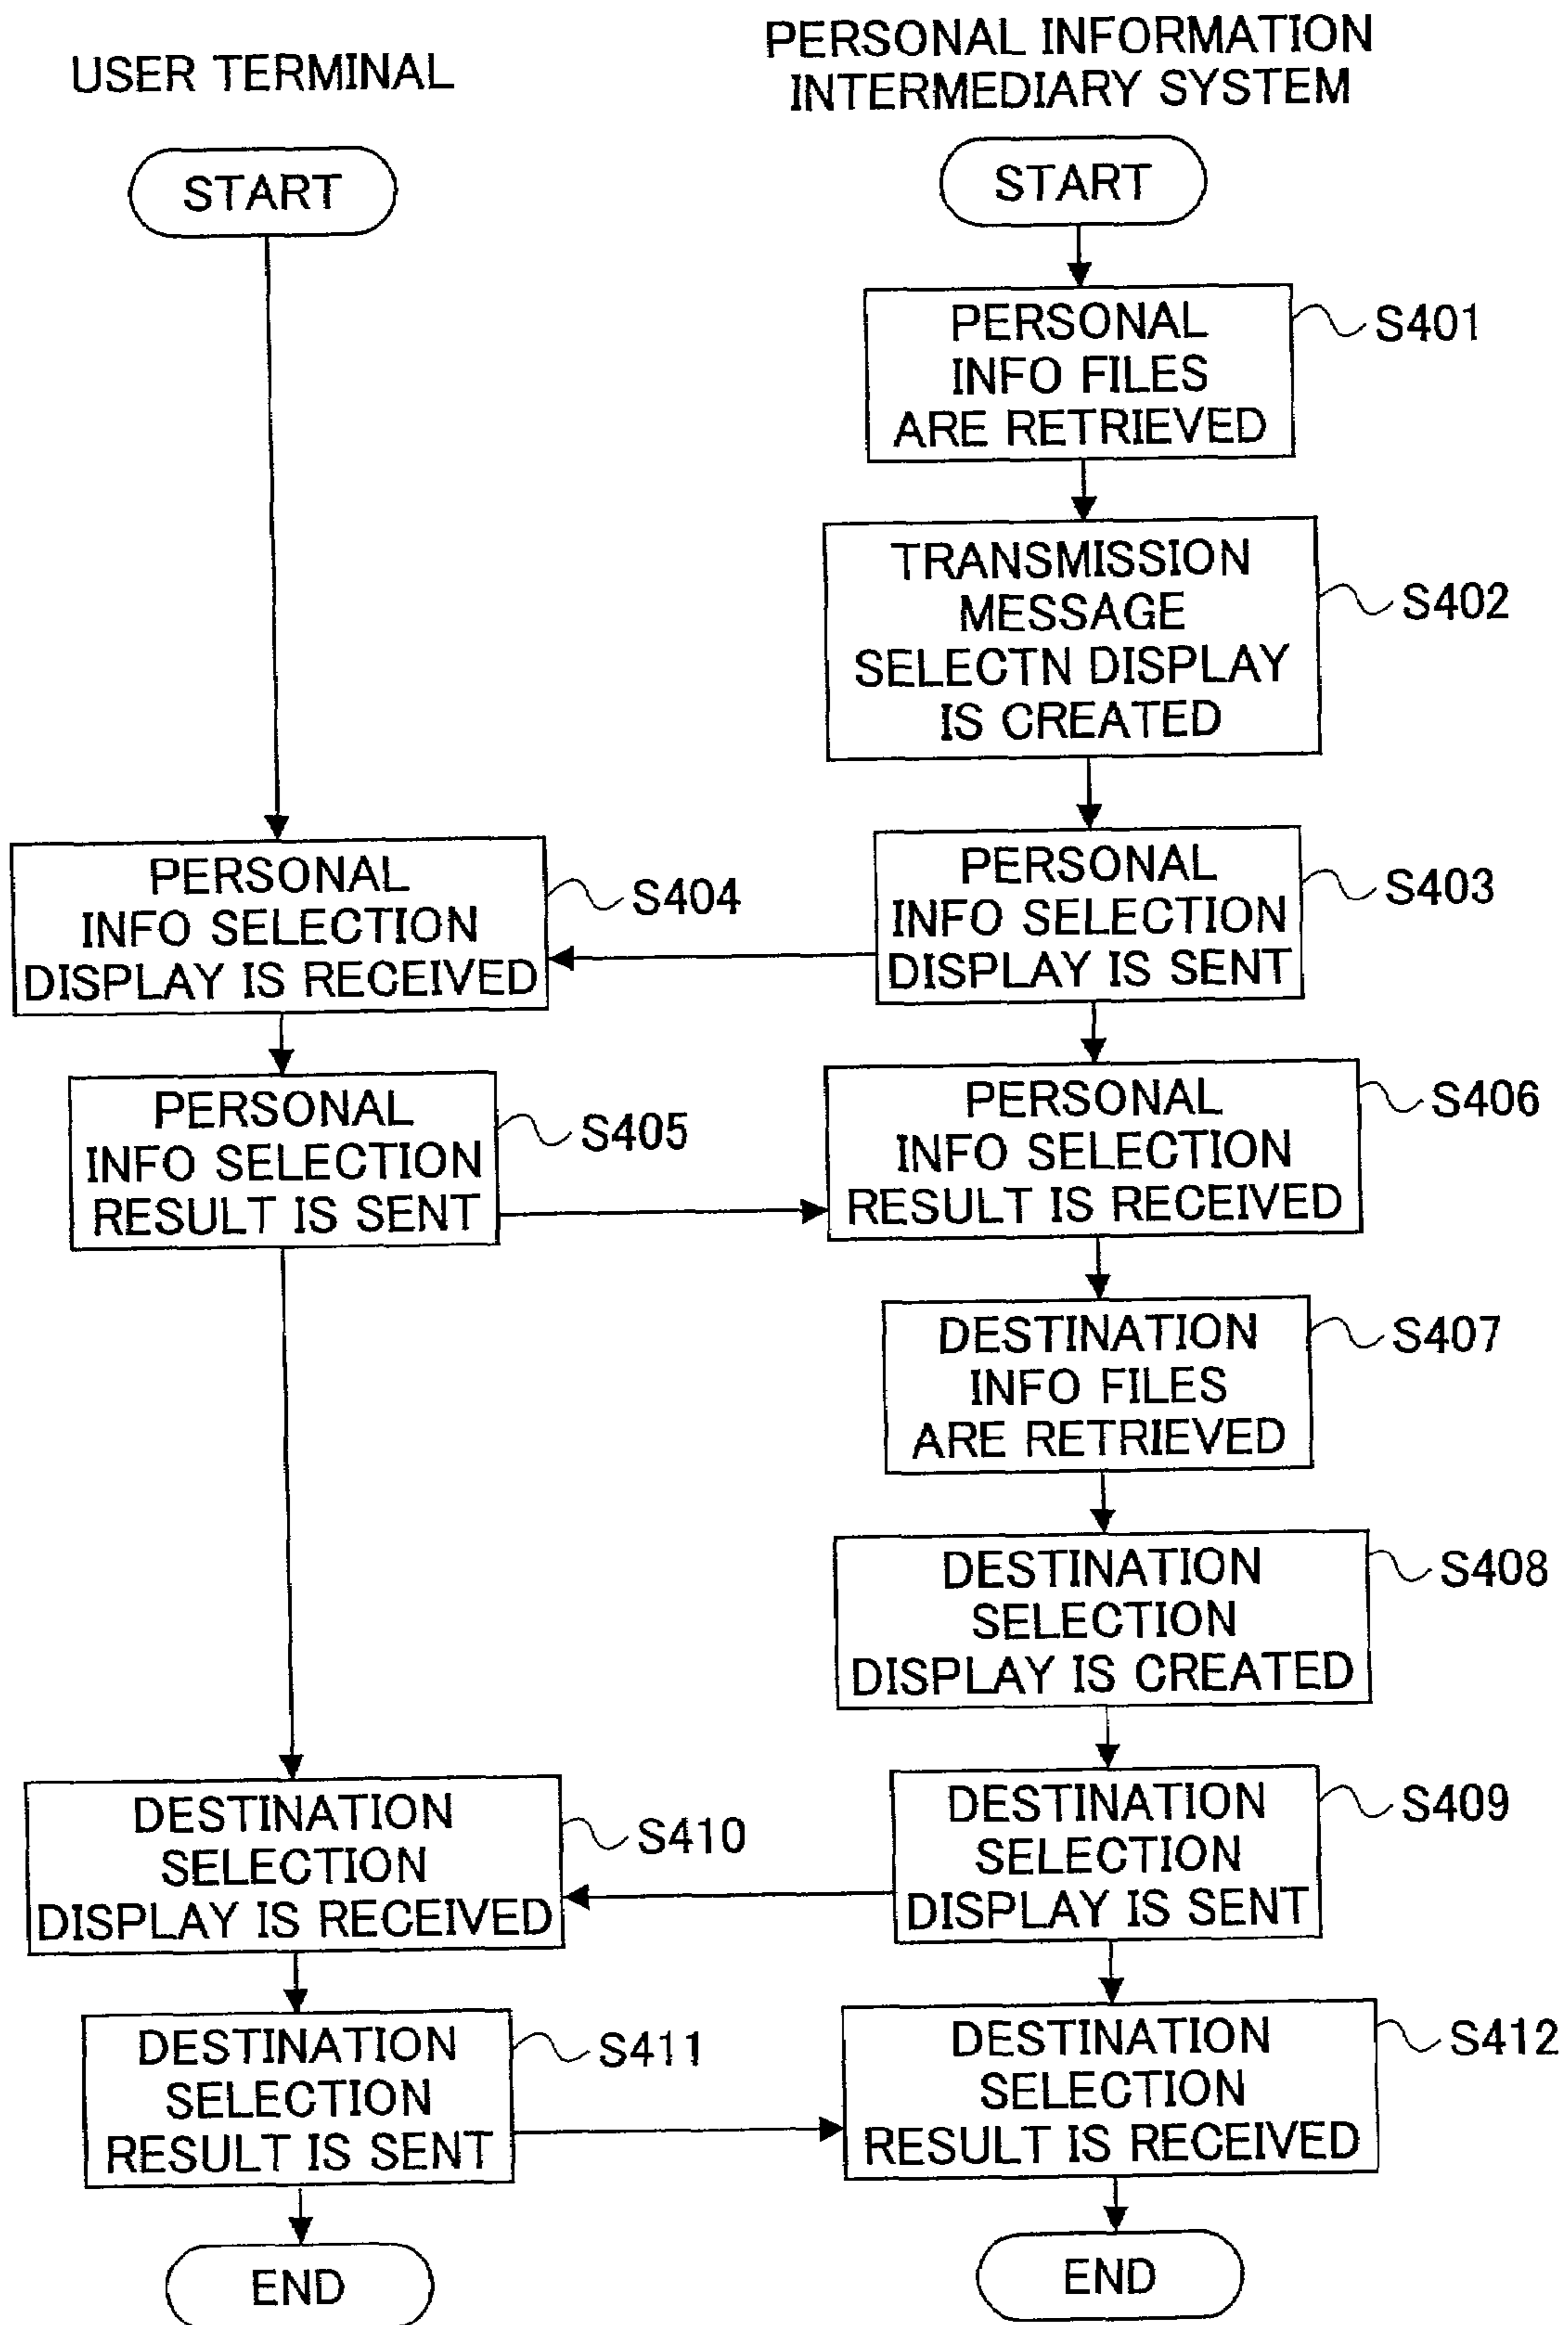 USER TERMINAL
PERSONAL INFORMATION
INTERMEDIARY SYSTEM
START
START
PERSONAL
INFO FILES
ARE RETRIEVED
S401
TRANSMISSION
MESSAGE
SELECTN DISPLAY
IS CREATED
S402
PERSONAL
INFO SELECTION
DISPLAY IS RECEIVED
S404
PERSONAL
INFO SELECTION
DISPLAY IS SENT
S403
PERSONAL
INFO SELECTION
RESULT IS SENT
S405
PERSONAL
INFO SELECTION
RESULT IS RECEIVED
S406
DESTINATION
INFO FILES
ARE RETRIEVED
S407
DESTINATION
SELECTION
DISPLAY IS CREATED
S408
DESTINATION
SELECTION
DISPLAY IS RECEIVED
S410
DESTINATION
SELECTION
DISPLAY IS SENT
S409
DESTINATION
SELECTION
RESULT IS SENT
S411
DESTINATION
SELECTION
RESULT IS RECEIVED
S412
END
END